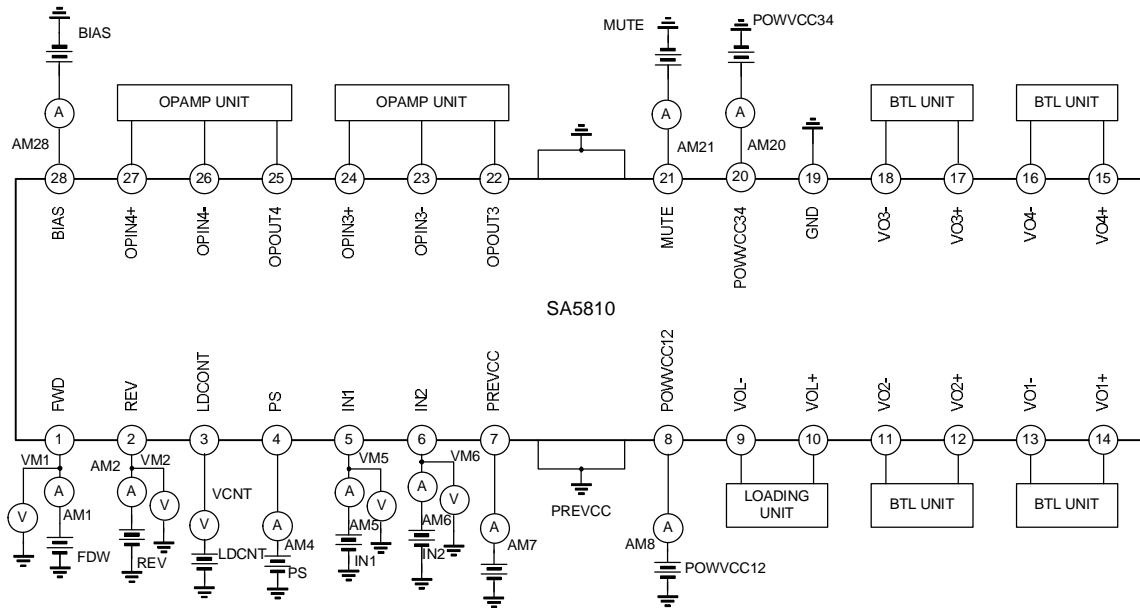 BIAS
MUTE
POWVCC34
OPAMP UNIT
OPAMP UNIT
BTL UNIT
BTL UNIT
A
A
A
AM28
AM21
AM20
28
27
26
25
24
23
22
21
20
19
18
17
16
15
BIAS
OPIN4+
OPIN4-
OPOUT4
OPIN3+
OPIN3-
OPOUT3
MUTE
POWVCC34
GND
VO3-
VO3+
VO4-
VO4+
SA5810
FWD
REV
LDCONT
PS
IN1
IN2
PREVCC
POWVCC12
VOL-
VOL+
VO2-
VO2+
VO1-
VO1+
1
2
3
4
5
6
7
8
9
10
11
12
13
14
VM1
AM2
VM2
VM5
VM6
V
A
AM1
FDW
A
V
REV
VCNT
V
LDCNT
A
AM4
PS
A
V
AM5
IN1
A
V
AM6
IN2
A
AM7
PREVCC
A
AM8
POWVCC12
LOADING
UNIT
BTL UNIT
BTL UNIT